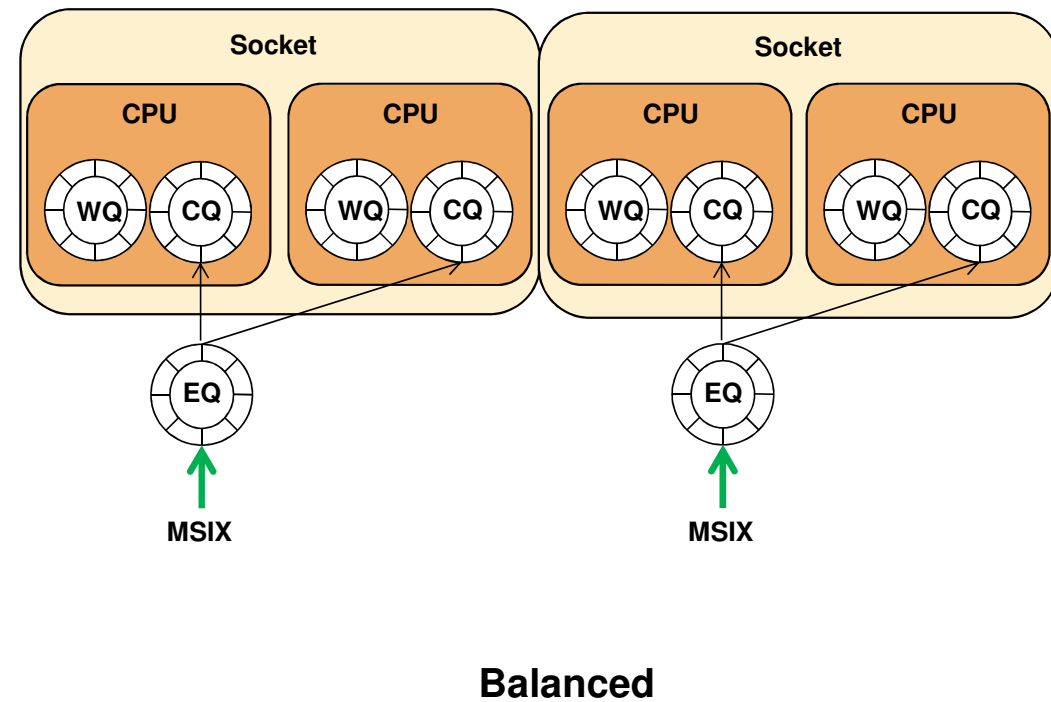 Socket
Socket
CPU
CPU
CPU
CPU
WQ
CQ
WQ
CQ
WQ
CQ
WQ
CQ
EQ
EQ
MSIX
MSIX
Balanced